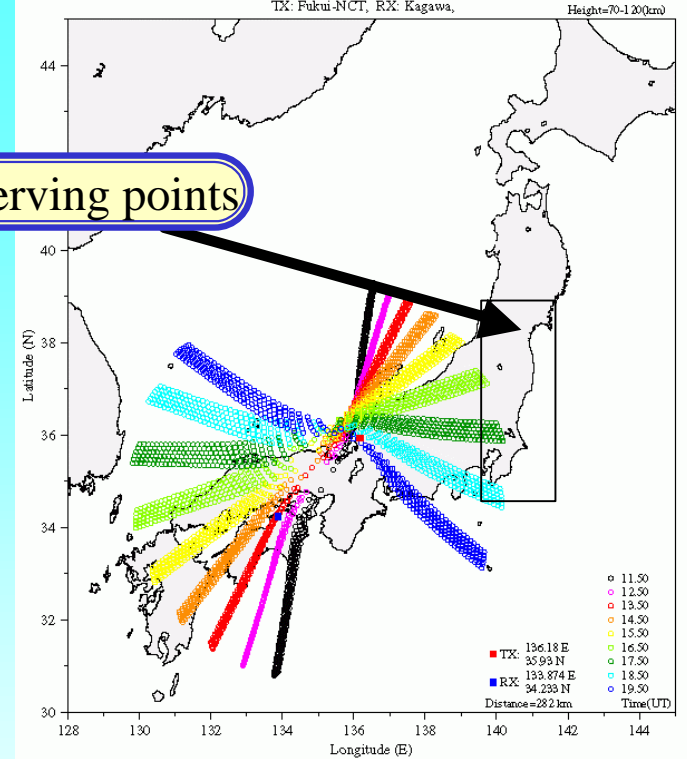 TX: Fukui-NCT, RX: Kagawa,
Height=70-120(km)
erving points
44
40
38
36
34
32
30
Latitude (N)
128 130 132 134 136 138 140 142 144
Longitude (E)
11.50
12.50
13.50
14.50
15.50
16.50
17.50
18.50
19.50
Time(UT)
TX: 136.18 E
35.93 N
RX: 133.874 E
34.233 N
Distance=282 km